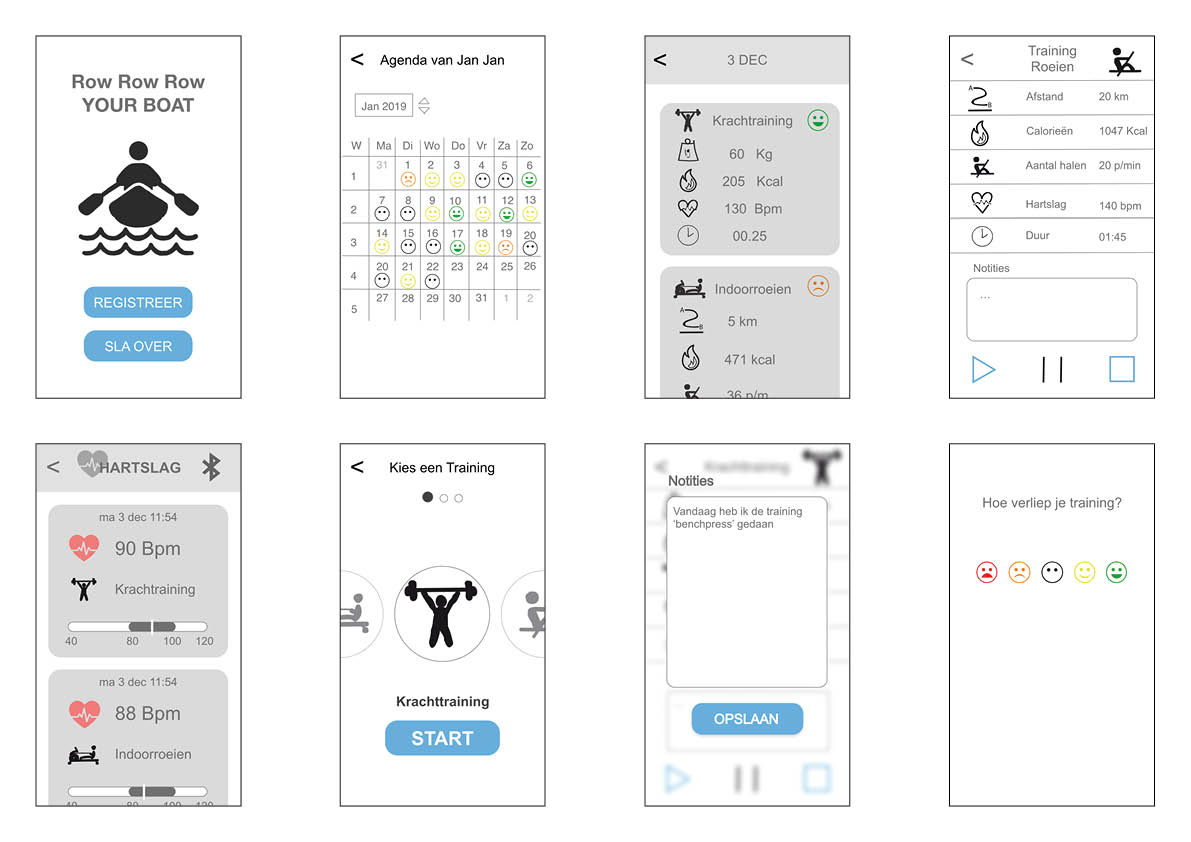 Row Row Row
YOUR BOAT
REGISTREER
SLA OVER
< Agenda van Jan Jan
Jan 2019
W Ma Di Wo Do Vr Za Zo
1 31 1 2 3 4 5 6
2 7 8 9 10 11 12 13
3 14 15 16 17 18 19 20
4 20 21 22 23 24 25 26
5 27 28 29 30 31 1 2
< 3 DEC
Krachtraining
60 Kg
205 Kcal
130 Bpm
00.25
Indoorroeien
A B 5 km
471 kcal
36 p/m
< Training
Roeien
A B Afstand 20 km
Calorieën 1047 Kcal
Aantal halen 20 p/min
Hartslag 140 bpm
Duur 01:45
Notities
...
< HARTSLAG
ma 3 dec 11:54
90 Bpm
Krachtraining
40 80 100 120
ma 3 dec 11:54
88 Bpm
Indoorroeien
40 80 100 120
< Kies een Training
Krachttraining
START
< Krachttraining
Notities
Vandaag heb ik de training
'benchpress' gedaan
OPSLAAN
Hoe verliep je training?